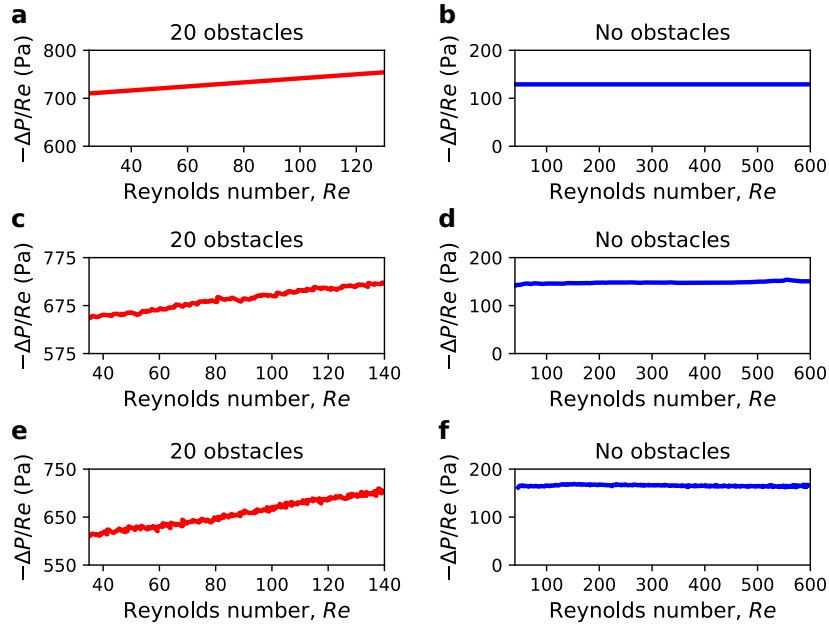 a
20 obstacles
−ΔP/Re (Pa)
800
700
600
40 60 80 100 120
Reynolds number, Re
b
No obstacles
−ΔP/Re (Pa)
200
100
0
100 200 300 400 500 600
Reynolds number, Re
c
20 obstacles
−ΔP/Re (Pa)
775
675
575
40 60 80 100 120 140
Reynolds number, Re
d
No obstacles
−ΔP/Re (Pa)
200
100
0
100 200 300 400 500 600
Reynolds number, Re
e
20 obstacles
−ΔP/Re (Pa)
750
650
550
40 60 80 100 120 140
Reynolds number, Re
f
No obstacles
−ΔP/Re (Pa)
200
100
0
100 200 300 400 500 600
Reynolds number, Re